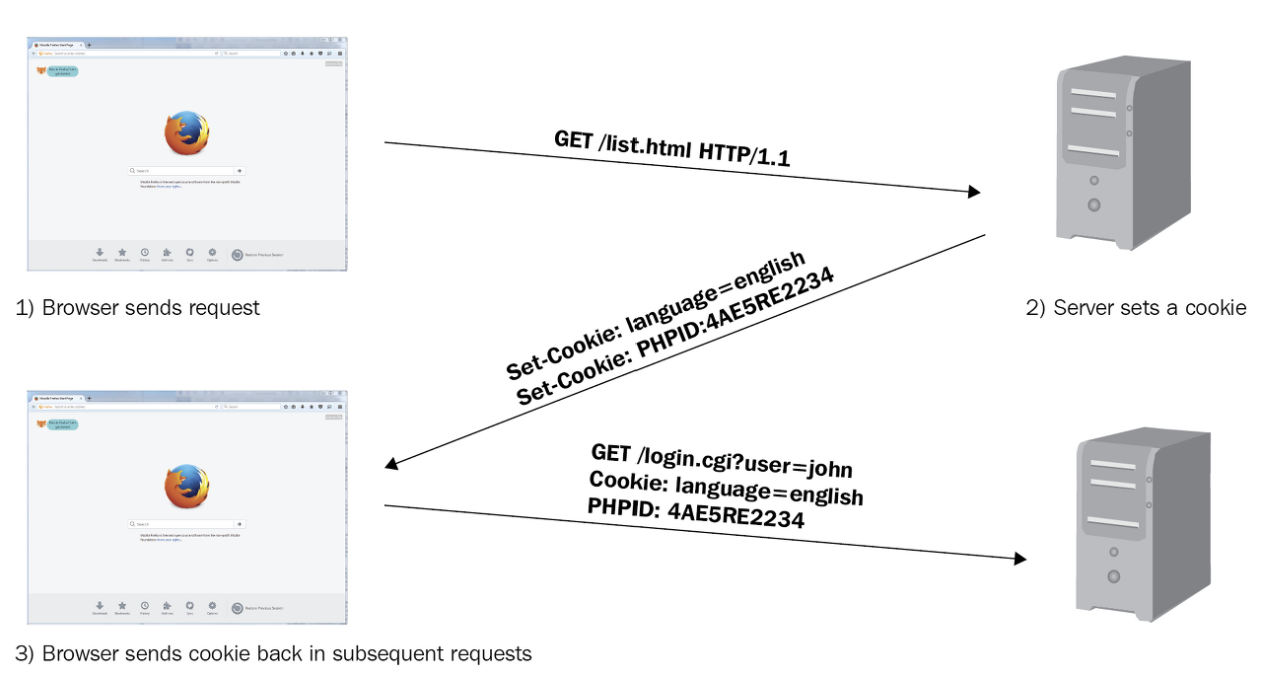 GET /list.html HTTP/1.1
1) Browser sends request
2) Server sets a cookie
Set-Cookie: language=english
Set-Cookie: PHPID:4AE5RE2234
GET /login.cgi?user=john
Cookie: language=english
PHPID: 4AE5RE2234
3) Browser sends cookie back in subsequent requests